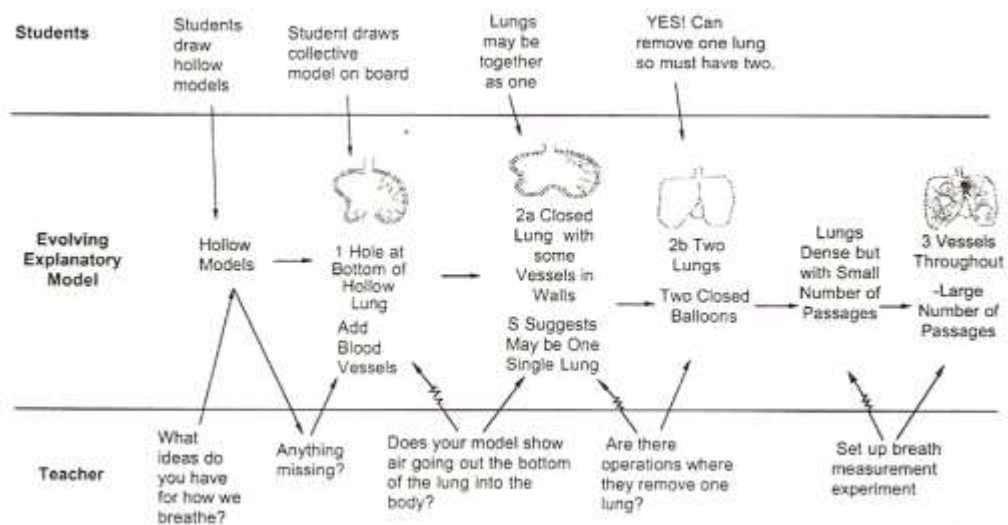 Students
Students
draw
hollow
models
Student draws
collective
model on board
Lungs
may be
together
as one
YES! Can
remove one lung
so must have two.
Evolving
Explanatory
Model
Hollow
Models
1 Hole at
Bottom of
Hollow
Lung
Add
Blood
Vessels
2a Closed
Lung with
some
Vessels in
Walls
S Suggests
May be One
Single Lung
2b Two
Lungs
Two Closed
Balloons
Lungs
Dense but
with Small
Number of
Passages
3 Vessels
Throughout
-Large
Number of
Passages
Teacher
What
ideas do
you have
for how we
breathe?
Anything
missing?
Does your model show
air going out the bottom
of the lung into the
body?
Are there
operations where
they remove one
lung?
Set up breath
measurement
experiment